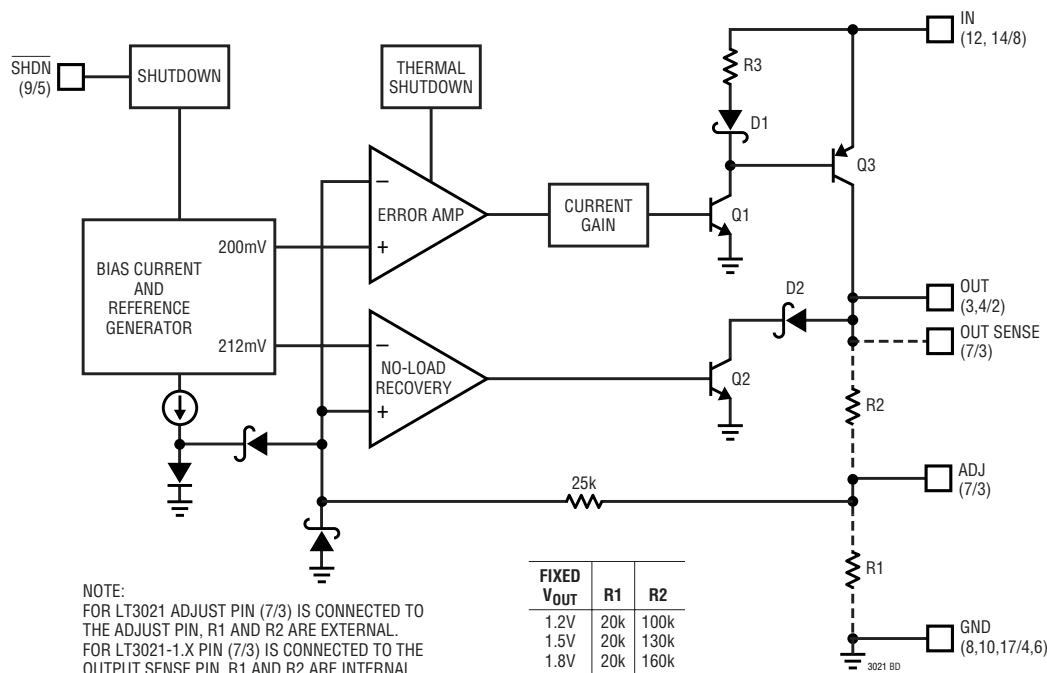 SHDN
(9/5)
SHUTDOWN
THERMAL
SHUTDOWN
R3
D1
IN
(12, 14/8)
Q3
ERROR AMP
–
+
CURRENT
GAIN
Q1
BIAS CURRENT
AND
REFERENCE
GENERATOR
200mV
212mV
NO-LOAD
RECOVERY
–
+
D2
Q2
OUT
(3,4/2)
OUT SENSE
(7/3)
R2
25k
ADJ
(7/3)
R1
GND
(8,10,17/4,6)
3021 BD
NOTE:
FOR LT3021 ADJUST PIN (7/3) IS CONNECTED TO
THE ADJUST PIN, R1 AND R2 ARE EXTERNAL.
FOR LT3021-1.X PIN (7/3) IS CONNECTED TO THE
OUTPUT SENSE PIN, R1 AND R2 ARE INTERNAL
FIXED
VOUT R1 R2
1.2V 20k 100k
1.5V 20k 130k
1.8V 20k 160k